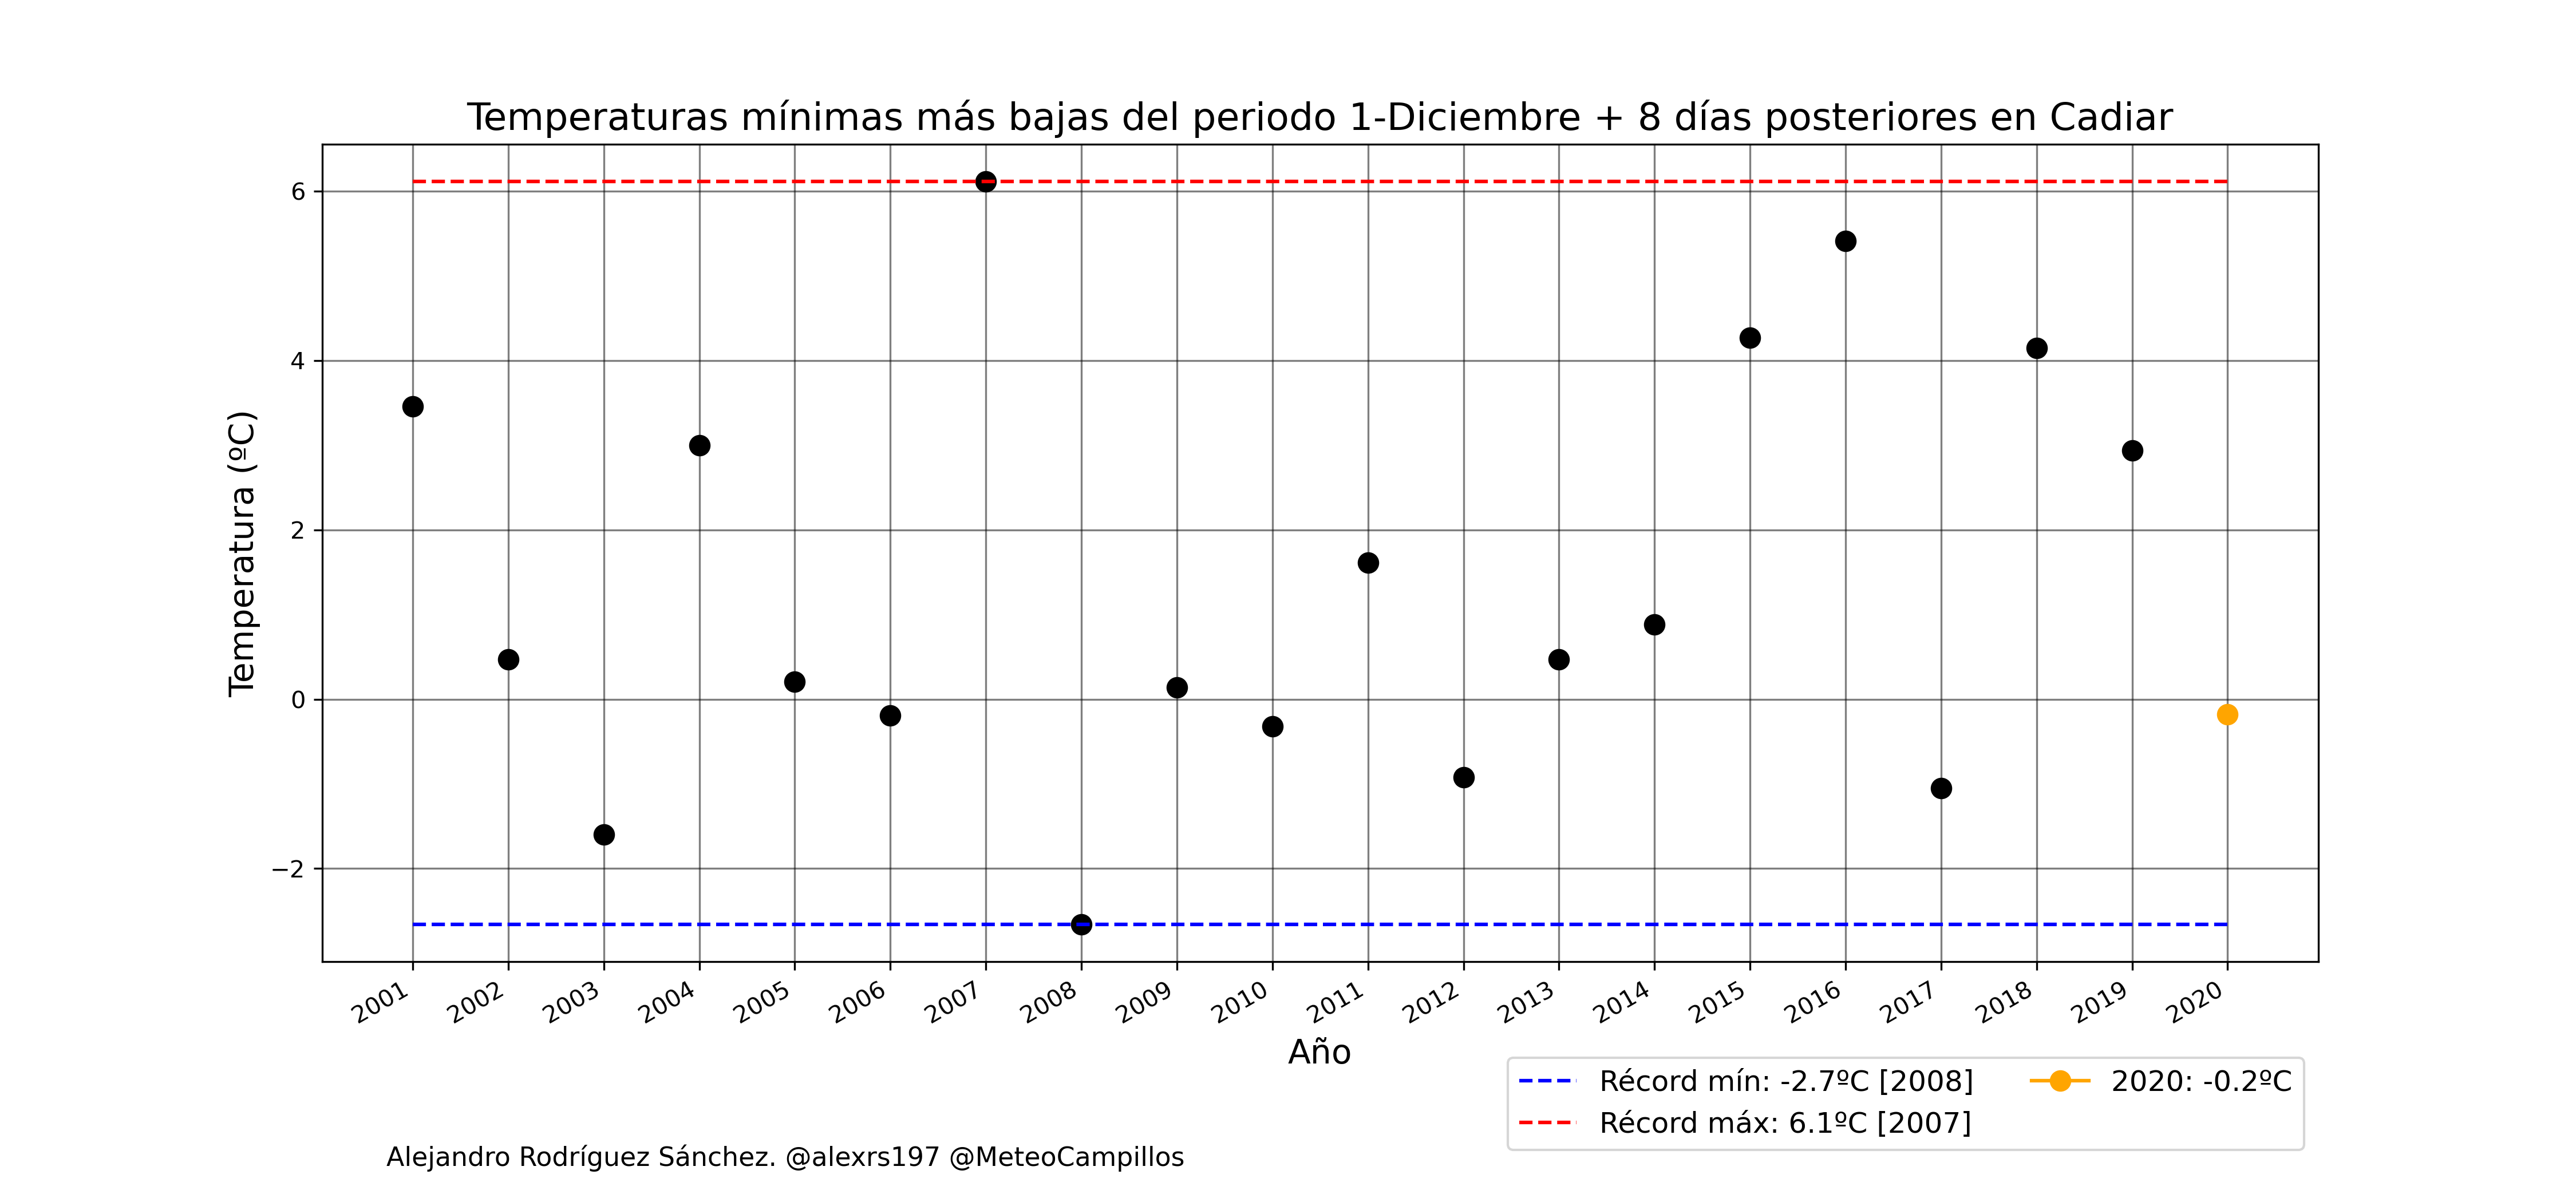 Temperaturas mínimas más bajas del periodo 1-Diciembre + 8 días posteriores en Cadiar
Temperatura (ºC)
6
4
2
0
−2
2001 2002 2003 2004 2005 2006 2007 2008 2009 2010 2011 2012 2013 2014 2015 2016 2017 2018 2019 2020
Año
Récord mín: -2.7ºC [2008]
Récord máx: 6.1ºC [2007]
2020: -0.2ºC
Alejandro Rodríguez Sánchez. @alexrs197 @MeteoCampillos